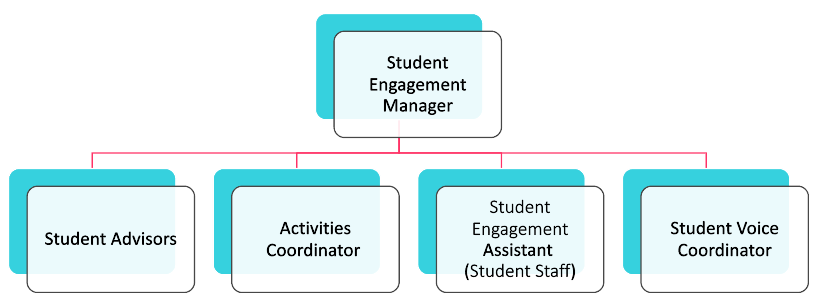 Student
Engagement
Manager
Student Advisors
Activities
Coordinator
Student
Engagement
Assistant
(Student Staff)
Student Voice
Coordinator